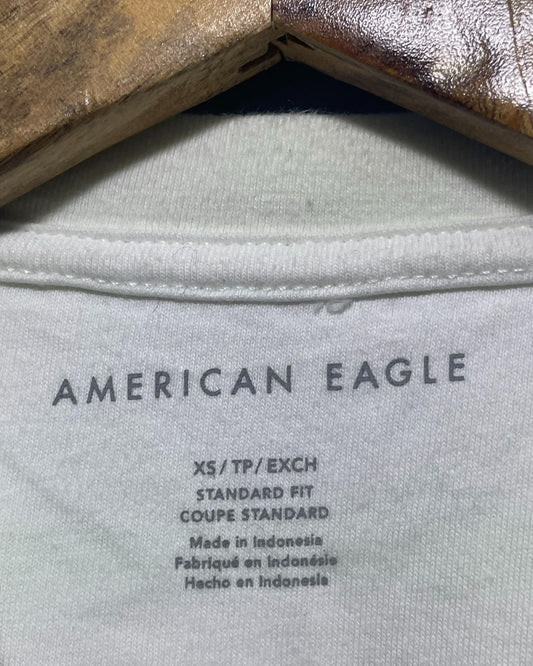 AMERICAN EAGLE
XS/TP/EXCH
STANDARD FIT
COUPE STANDARD
Made in Indonesia
Fabriqué en Indonésie
Hecho en Indonesia